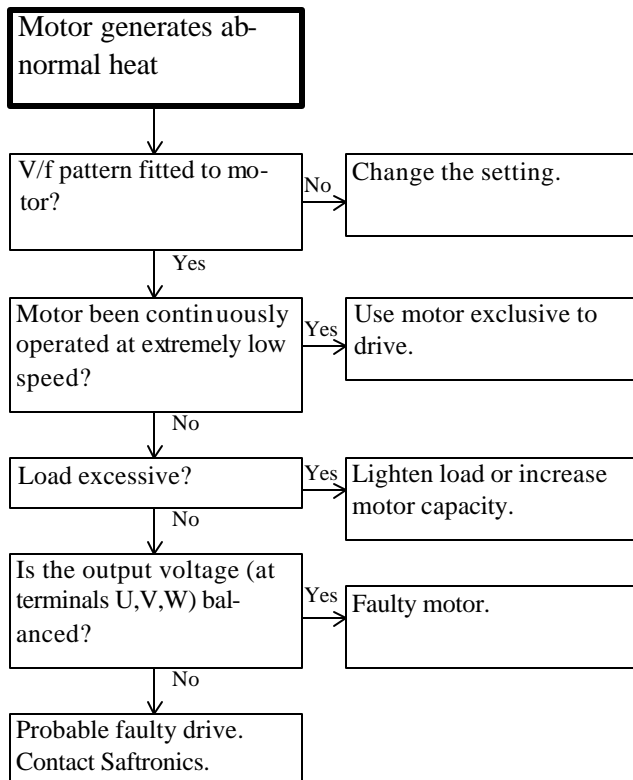 Motor generates ab-
normal heat
V/f pattern fitted to mo-
tor?
No
Change the setting.
Yes
Motor been continuously
operated at extremely low
speed?
Yes
Use motor exclusive to
drive.
No
Load excessive?
Yes
Lighten load or increase
motor capacity.
No
Is the output voltage (at
terminals U,V,W) bal-
anced?
Yes
Faulty motor.
No
Probable faulty drive.
Contact Saftronics.